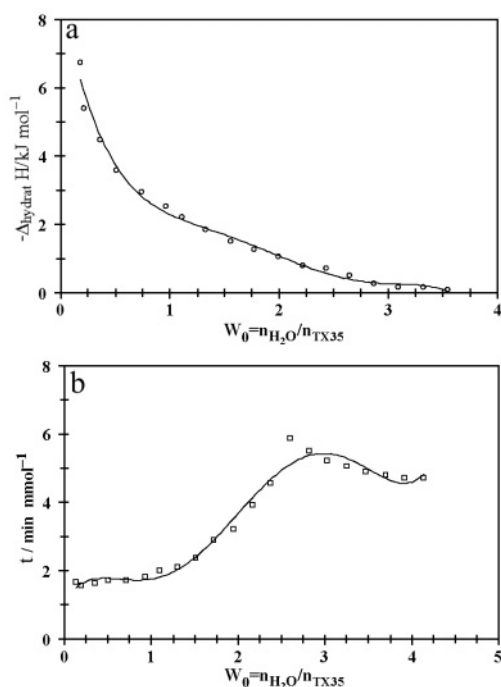 a
8
6
4
2
0
-Δhydrat H/kJ mol⁻¹
0 1 2 3 4
W₀=nH₂O/nTX35
b
8
6
4
2
0
t / min mmol⁻¹
0 1 2 3 4 5
W₀=nH₂O/nTX35